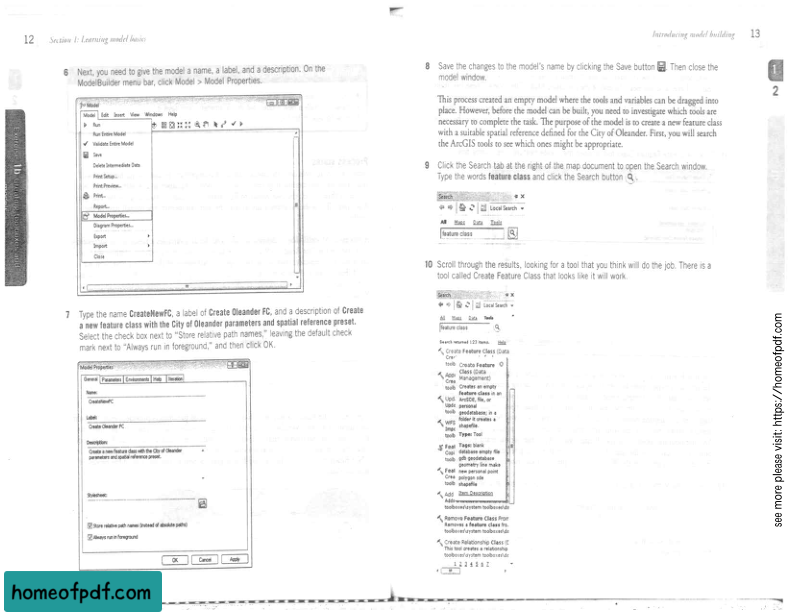 12 Section 1: Learning model basics
6 Next, you need to give the model a name, a label, and a description. On the
ModelBuilder menu bar, click Model > Model Properties.
Model
Model Edit Insert View Windows Help
Run
Run Entire Model
Validate Entire Model
Save
Delete Intermediate Data
Print Setup...
Print Preview...
Print...
Report...
Model Properties...
Diagram Properties...
Export
Import
Close
7 Type the name CreateNewFC, a label of Create Oleander FC, and a description of Create
a new feature class with the City of Oleander parameters and spatial reference preset.
Select the check box next to "Store relative path names," leaving the default check
mark next to "Always run in foreground," and then click OK.
Model Properties
General Parameters Environments Help Iteration
Name:
CreateNewFC
Label:
Create Oleander FC
Description:
Create a new feature class with the City of Oleander
parameters and spatial reference preset.
Stylesheet:
Store relative path names (instead of absolute paths)
Always run in foreground
OK Cancel Apply
1b
Introducing model building 13
8 Save the changes to the model's name by clicking the Save button. Then close the
model window.
This process created an empty model where the tools and variables can be dragged into
place. However, before the model can be built, you need to investigate which tools are
necessary to complete the task. The purpose of the model is to create a new feature class
with a suitable spatial reference defined for the City of Oleander. First, you will search
the ArcGIS tools to see which ones might be appropriate.
9 Click the Search tab at the right of the map document to open the Search window.
Type the words feature class and click the Search button.
Search
Local Search
All Maps Data Tools
feature class
10 Scroll through the results, looking for a tool that you think will do the job. There is a
tool called Create Feature Class that looks like it will work.
Search
Local Search
All Maps Data Tools
feature class
Search returned 123 items. Help
Create Feature Class (Data
Create Feature
Class (Data
Management)
Creates an empty
feature class in an
ArcSDE, file, or
personal
geodatabase; in a
folder it creates a
shapefile.
Type: Tool
Tags: blank
database empty file
gdb geodatabase
geometry line make
new personal point
polygon sde
shapefile
Item Description
toolboxes\system toolboxes\da
Remove Feature Class From
Removes a feature class fro
toolboxes\system toolboxes\da
Create Relationship Class (D
This tool creates a relationship
toolboxes\system toolboxes\da
1 2 3 4 5 6 7
1
2
see more please visit: https://homeofpdf.com
homeofpdf.com